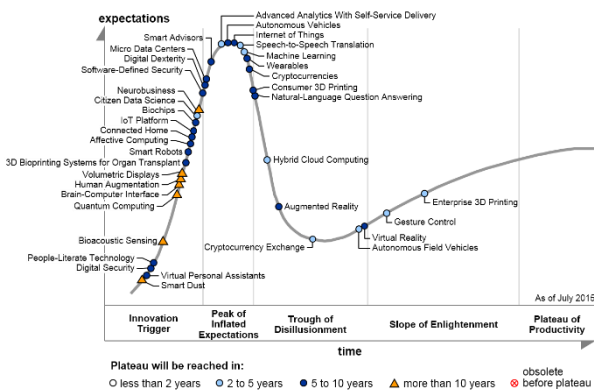 expectations
Advanced Analytics With Self-Service Delivery
Autonomous Vehicles
Internet of Things
Speech-to-Speech Translation
Machine Learning
Wearables
Cryptocurrencies
Consumer 3D Printing
Natural-Language Question Answering
Smart Advisors
Micro Data Centers
Digital Dexterity
Software-Defined Security
Neurobusiness
Citizen Data Science
Biochips
IoT Platform
Connected Home
Affective Computing
Smart Robots
3D Bioprinting Systems for Organ Transplant
Volumetric Displays
Human Augmentation
Brain-Computer Interface
Quantum Computing
Bioacoustic Sensing
People-Literate Technology
Digital Security
Virtual Personal Assistants
Smart Dust
Hybrid Cloud Computing
Augmented Reality
Cryptocurrency Exchange
Enterprise 3D Printing
Gesture Control
Virtual Reality
Autonomous Field Vehicles
As of July 2015
Innovation
Trigger
Peak of
Inflated
Expectations
Trough of
Disillusionment
Slope of Enlightenment
Plateau of
Productivity
time
Plateau will be reached in:
less than 2 years
2 to 5 years
5 to 10 years
more than 10 years
obsolete
before plateau